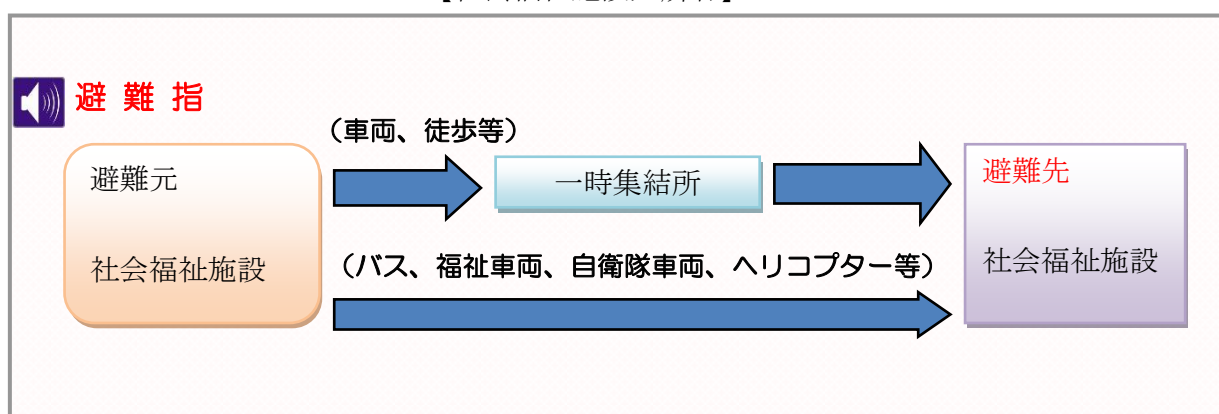 避難指
（車両、徒歩等）
避難元
社会福祉施設
一時集結所
避難先
社会福祉施設
（バス、福祉車両、自衛隊車両、ヘリコプター等）